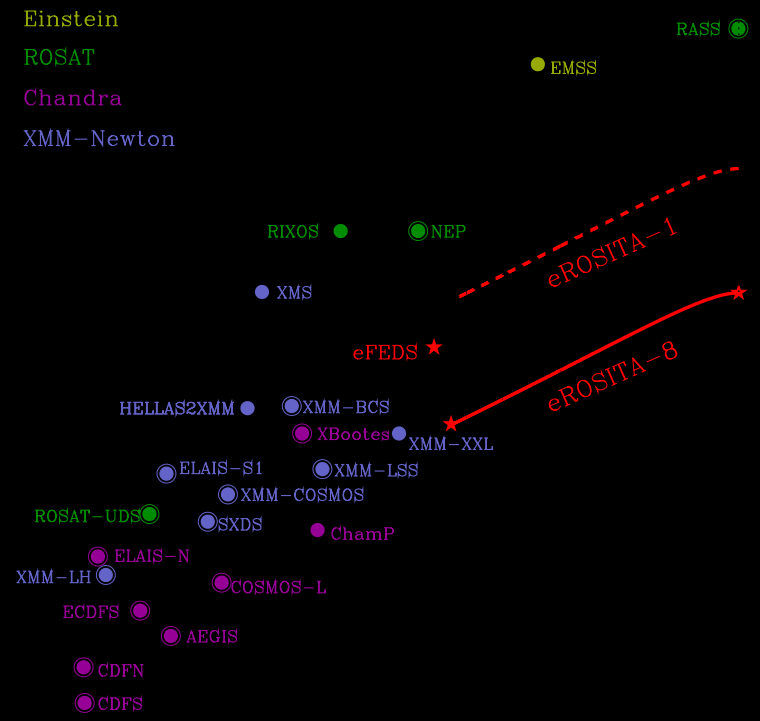 Einstein
RASS
ROSAT
EMSS
Chandra
XMM-Newton
RIXOS
NEP
eROSITA-1
XMS
eFEDS
eROSITA-8
HELLAS2XMM
XMM-BCS
XBootes
XMM-XXL
ELAIS-S1
XMM-LSS
XMM-COSMOS
ROSAT-UDS
SXDS
ChamP
ELAIS-N
XMM-LH
COSMOS-L
ECDFS
AEGIS
CDFN
CDFS